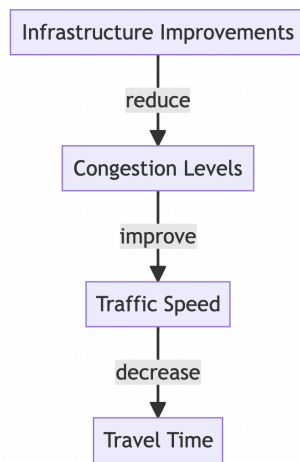 Infrastructure Improvements
reduce
Congestion Levels
improve
Traffic Speed
decrease
Travel Time